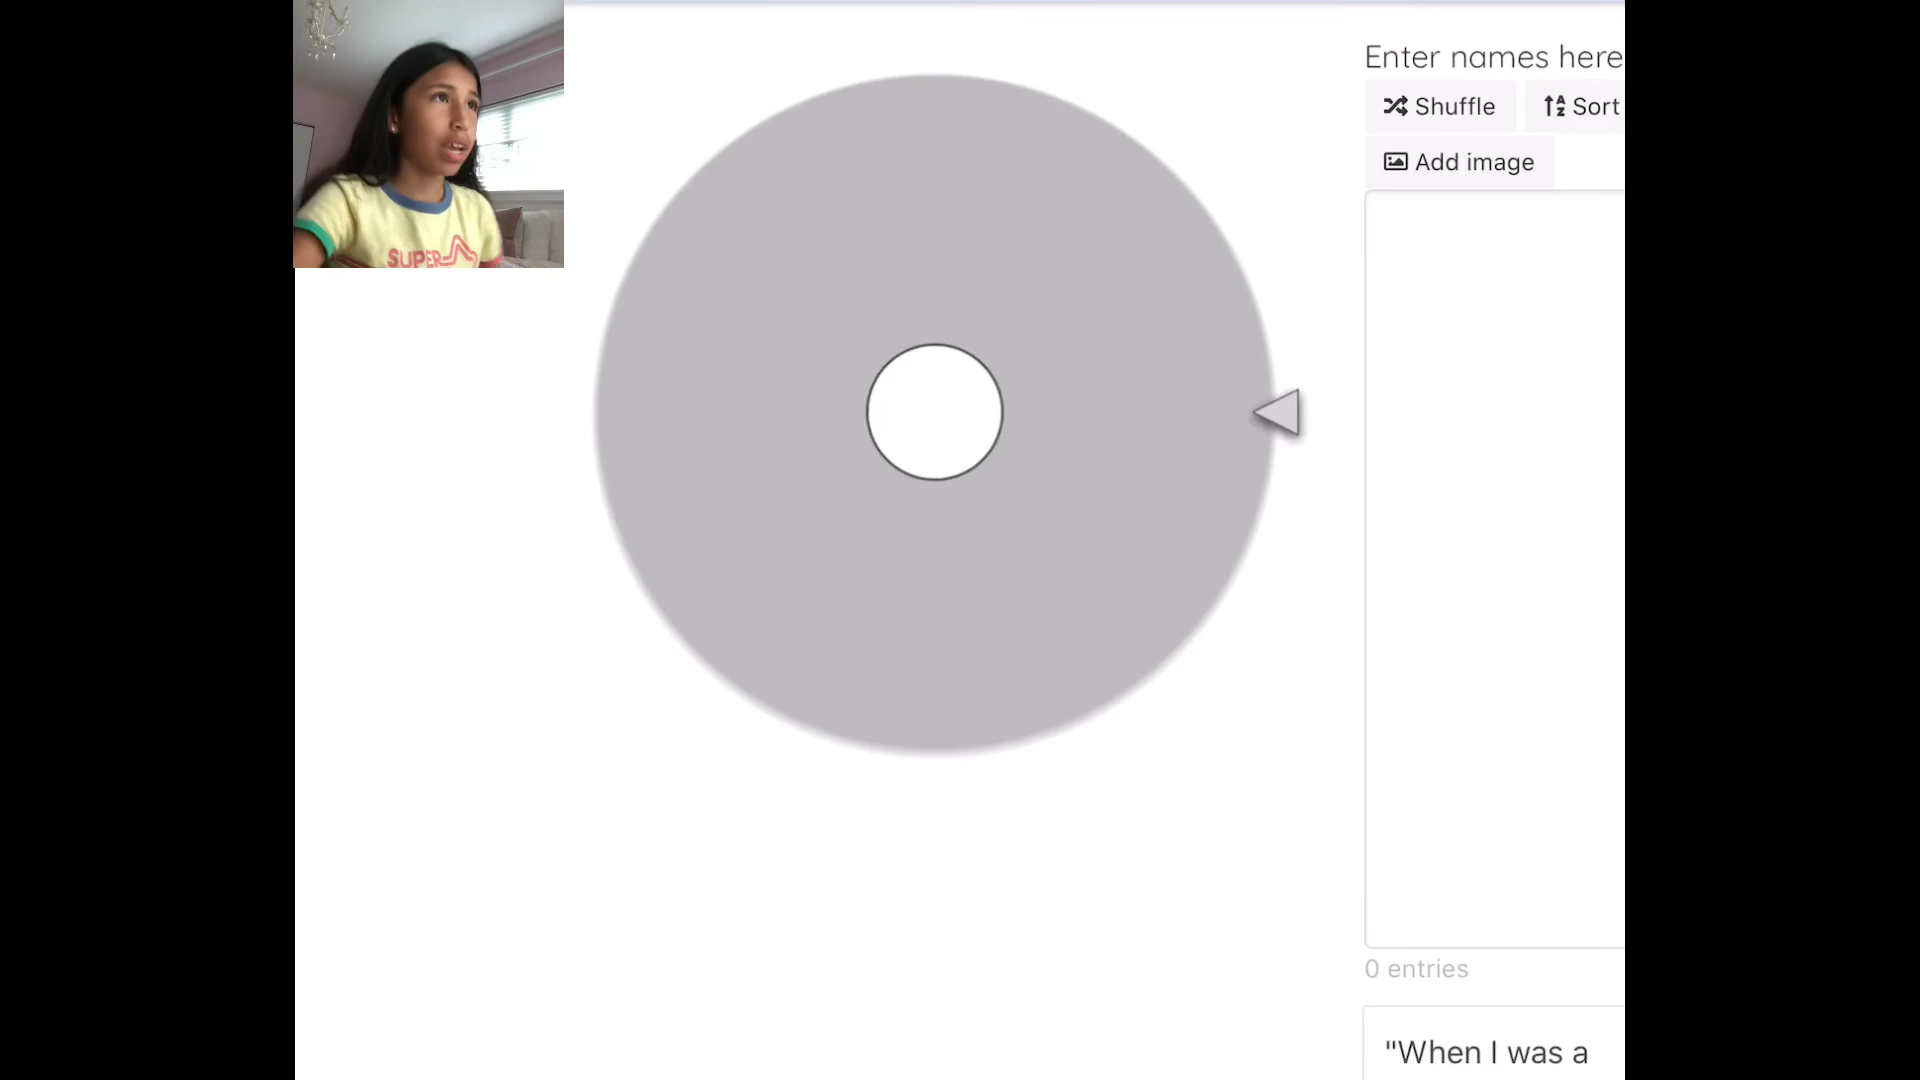 SUPER
Enter names here
Shuffle
Sort
Add image
0 entries
"When I was a